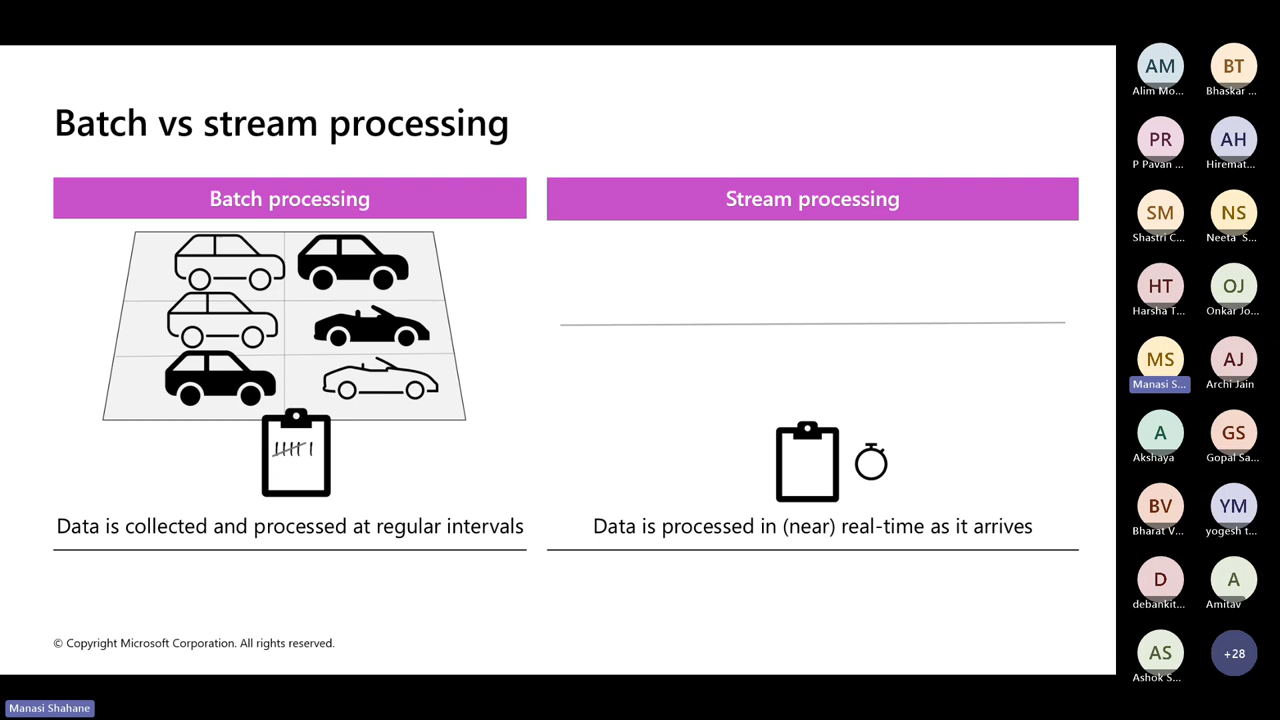 Batch vs stream processing
Batch processing
Stream processing
Data is collected and processed at regular intervals
Data is processed in (near) real-time as it arrives
© Copyright Microsoft Corporation. All rights reserved.
Manasi Shahane
AM
Alim Mo...
BT
Bhaskar ...
PR
P Pavan ...
AH
Hiremat...
SM
Shastri C...
NS
Neeta S...
HT
Harsha T...
OJ
Onkar Jo...
MS
Manasi S...
AJ
Archi Jain
A
Akshaya
GS
Gopal Sa...
BV
Bharat V...
YM
yogesh t...
D
debankit...
A
Amitav
AS
Ashok S...
+28